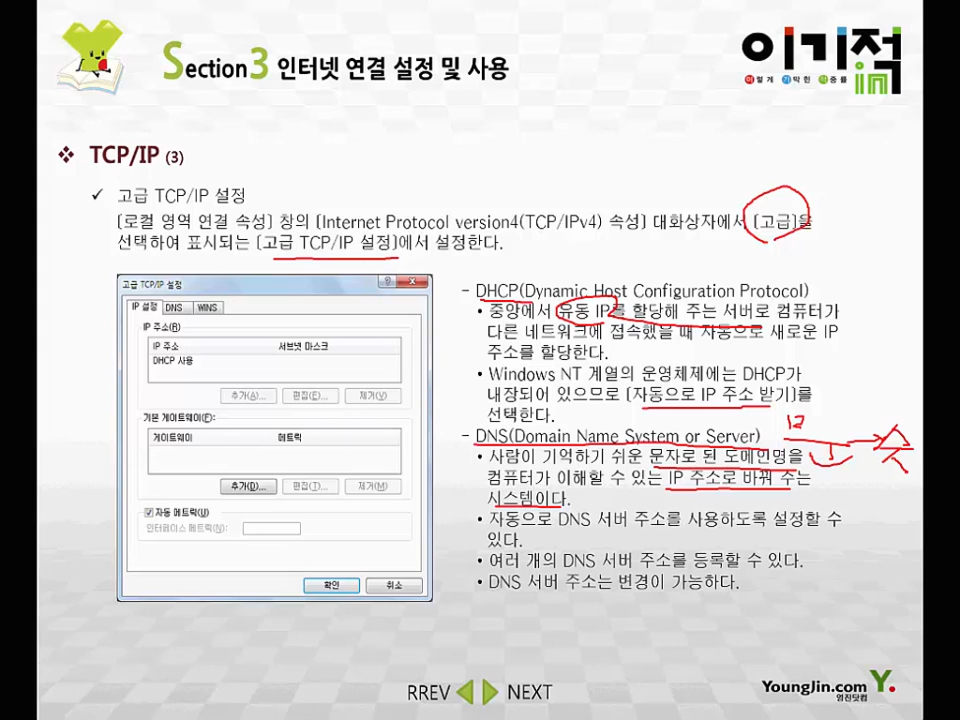 Section 3 인터넷 연결 설정 및 사용
이기적 in
이렇게 기막힌 적중률
❖ TCP/IP (3)
✓ 고급 TCP/IP 설정
[로컬 영역 연결 속성] 창의 [Internet Protocol version4(TCP/IPv4) 속성] 대화상자에서 [고급]을
선택하여 표시되는 [고급 TCP/IP 설정]에서 설정한다.
고급 TCP/IP 설정
IP 설정 DNS WINS
IP 주소(R)
IP 주소 서브넷 마스크
DHCP 사용
추가(A)... 편집(E)... 제거(V)
기본 게이트웨이(F):
게이트웨이 메트릭
추가(D)... 편집(T)... 제거(M)
자동 메트릭(U)
인터페이스 메트릭(N):
확인 취소
- DHCP(Dynamic Host Configuration Protocol)
• 중앙에서 유동 IP를 할당해 주는 서버로 컴퓨터가
다른 네트워크에 접속했을 때 자동으로 새로운 IP
주소를 할당한다.
• Windows NT 계열의 운영체제에는 DHCP가
내장되어 있으므로 [자동으로 IP 주소 받기]를
선택한다.
- DNS(Domain Name System or Server)
• 사람이 기억하기 쉬운 문자로 된 도메인명을
컴퓨터가 이해할 수 있는 IP 주소로 바꿔 주는
시스템이다.
• 자동으로 DNS 서버 주소를 사용하도록 설정할 수
있다.
• 여러 개의 DNS 서버 주소를 등록할 수 있다.
• DNS 서버 주소는 변경이 가능하다.
RREV NEXT
YoungJin.com Y.
영진닷컴